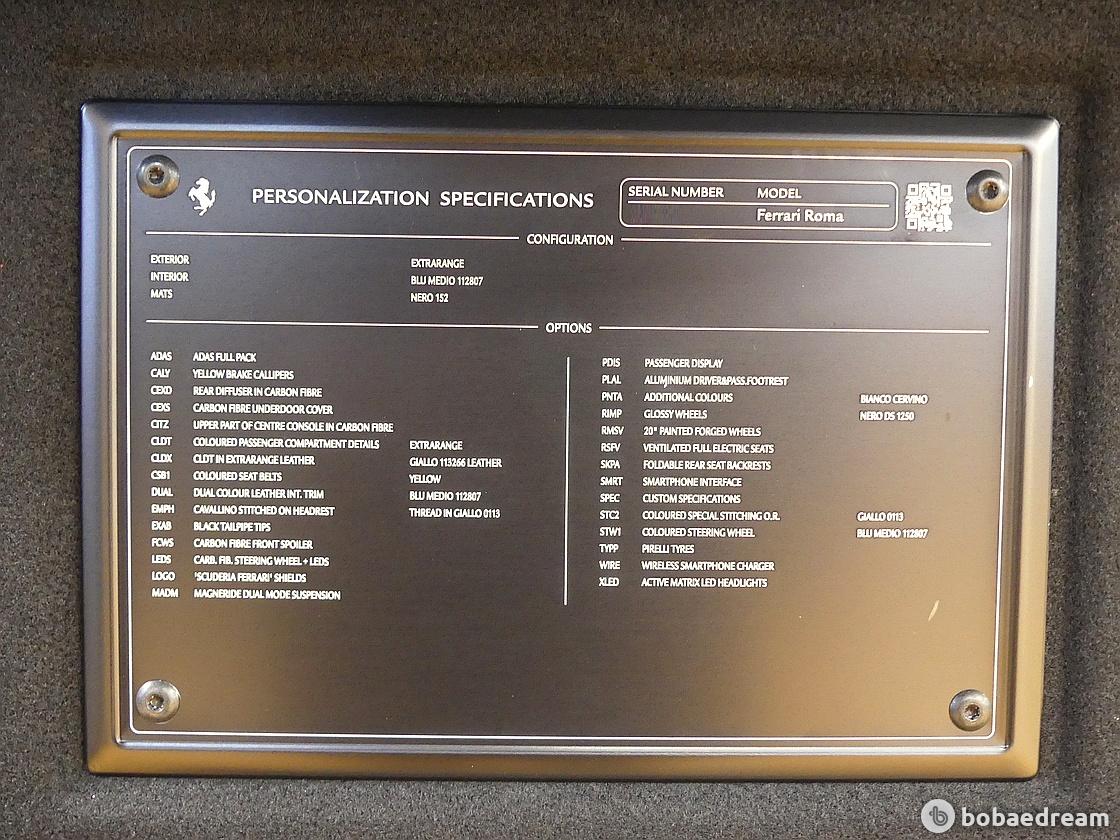 PERSONALIZATION SPECIFICATIONS
SERIAL NUMBER MODEL
Ferrari Roma
CONFIGURATION
EXTERIOR EXTRARANGE
INTERIOR BLU MEDIO 112807
MATS NERO 152
OPTIONS
ADAS ADAS FULL PACK
CALY YELLOW BRAKE CALLIPERS
CEXD REAR DIFFUSER IN CARBON FIBRE
CEXS CARBON FIBRE UNDERDOOR COVER
CITZ UPPER PART OF CENTRE CONSOLE IN CARBON FIBRE
CLDT COLOURED PASSENGER COMPARTMENT DETAILS EXTRARANGE
CLDX CLDT IN EXTRARANGE LEATHER GIALLO 113266 LEATHER
CSB1 COLOURED SEAT BELTS YELLOW
DUAL DUAL COLOUR LEATHER INT. TRIM BLU MEDIO 112807
EMPH CAVALLINO STITCHED ON HEADREST THREAD IN GIALLO 0113
EXAB BLACK TAILPIPE TIPS
FCWS CARBON FIBRE FRONT SPOILER
LEDS CARB. FIB. STEERING WHEEL + LEDS
LOGO 'SCUDERIA FERRARI' SHIELDS
MADM MAGNERIDE DUAL MODE SUSPENSION
PDIS PASSENGER DISPLAY
PLAL ALUMJNIUM DRIVER&PASS.FOOTREST
PNTA ADDITIONAL COLOURS BIANCO CERVINO
RIMP GLOSSY WHEELS NERO DS 1250
RMSV 20" PAINTED FORGED WHEELS
RSFV VENTILATED FULL ELECTRIC SEATS
SKPA FOLDABLE REAR SEAT BACKRESTS
SMRT SMARTPHONE INTERFACE
SPEC CUSTOM SPECIFICATIONS
STC2 COLOURED SPECIAL STITCHING O.R. GIALLO 0113
STW1 COLOURED STEERING WHEEL BLU MEDIO 112807
TYPP PIRELLI TYRES
WIRE WIRELESS SMARTPHONE CHARGER
XLED ACTIVE MATRIX LED HEADLIGHTS
bobaedream